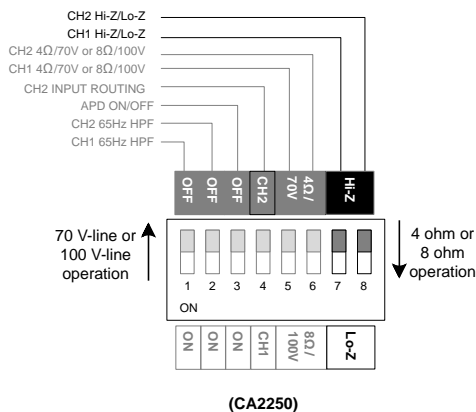 CH2 Hi-Z/Lo-Z
CH1 Hi-Z/Lo-Z
CH2 4Ω/70V or 8Ω/100V
CH1 4Ω/70V or 8Ω/100V
CH2 INPUT ROUTING
APD ON/OFF
CH2 65Hz HPF
CH1 65Hz HPF
OFF
OFF
OFF
CH2
4Ω/
70V
Hi-Z
70 V-line or
100 V-line
operation
4 ohm or
8 ohm
operation
1 2 3 4 5 6 7 8
ON
ON
ON
ON
CH1
8Ω/
100V
Lo-Z
(CA2250)